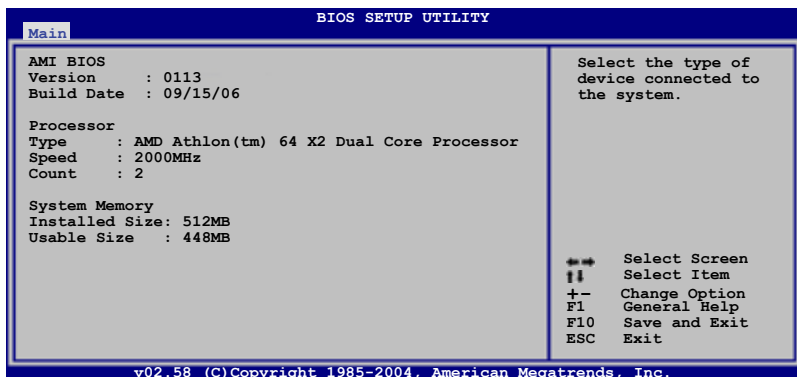 BIOS SETUP UTILITY
Main
AMI BIOS
Version : 0113
Build Date : 09/15/06
Processor
Type : AMD Athlon(tm) 64 X2 Dual Core Processor
Speed : 2000MHz
Count : 2
System Memory
Installed Size: 512MB
Usable Size : 448MB
Select the type of
device connected to
the system.
←→ Select Screen
↑↓ Select Item
+- Change Option
F1 General Help
F10 Save and Exit
ESC Exit
v02.58 (C)Copyright 1985-2004, American Megatrends, Inc.